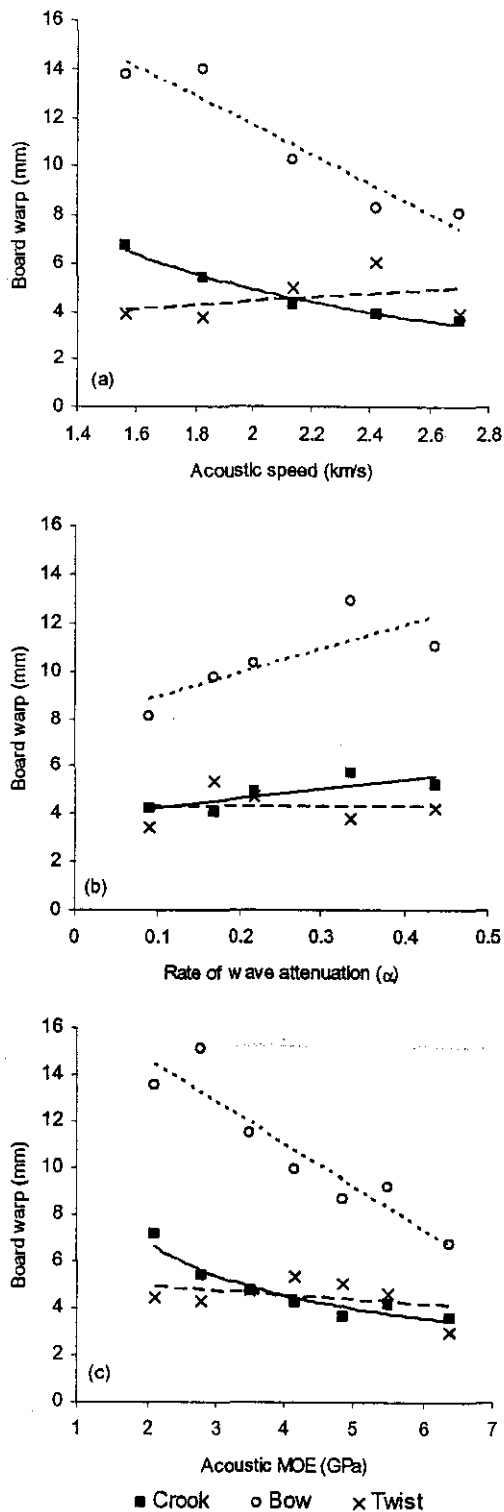 16
14
12
10
8
6
4
2
0
Board warp (mm)
(a)
1.4 1.6 1.8 2 2.2 2.4 2.6 2.8
Acoustic speed (km/s)
16
14
12
10
8
6
4
2
0
Board warp (mm)
(b)
0 0.1 0.2 0.3 0.4 0.5
Rate of wave attenuation (α)
16
14
12
10
8
6
4
2
0
Board warp (mm)
(c)
1 2 3 4 5 6 7
Acoustic MOE (GPa)
Crook Bow Twist